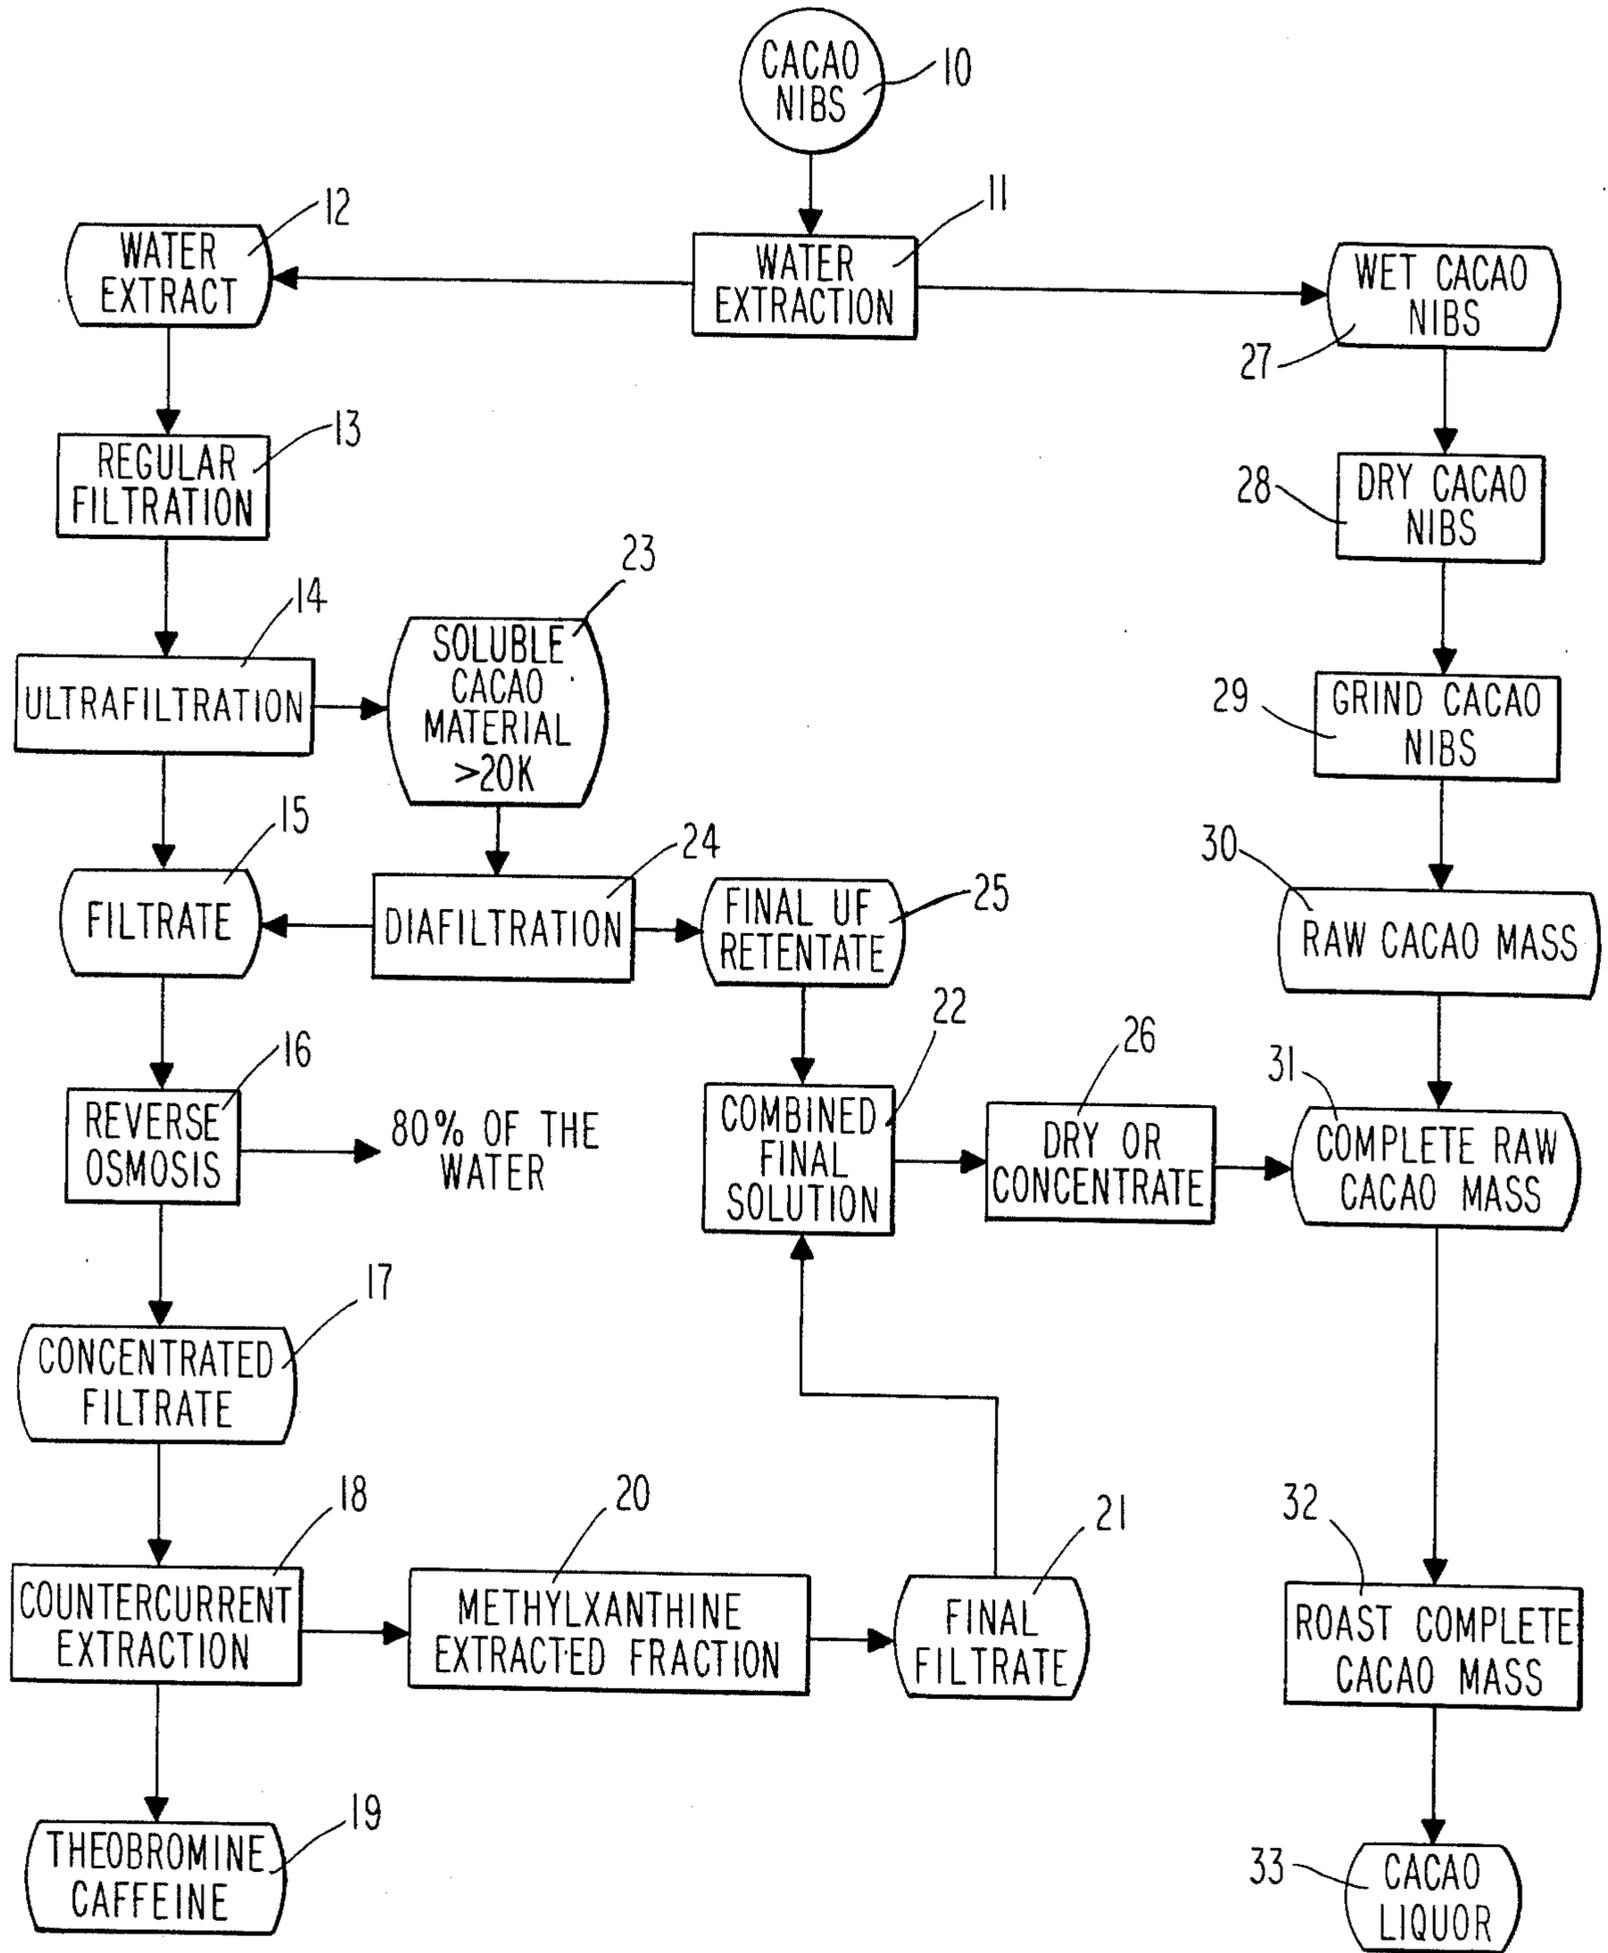 CACAO
NIBS
10
11
WATER
EXTRACTION
12
WATER
EXTRACT
WET CACAO
NIBS
27
13
REGULAR
FILTRATION
28
DRY CACAO
NIBS
14
ULTRAFILTRATION
23
SOLUBLE
CACAO
MATERIAL
>20K
29
GRIND CACAO
NIBS
15
FILTRATE
24
DIAFILTRATION
FINAL UF
RETENTATE
25
30
RAW CACAO MASS
16
REVERSE
OSMOSIS
80% OF THE
WATER
22
COMBINED
FINAL
SOLUTION
26
DRY OR
CONCENTRATE
31
COMPLETE RAW
CACAO MASS
17
CONCENTRATED
FILTRATE
18
COUNTERCURRENT
EXTRACTION
20
METHYLXANTHINE
EXTRACTED FRACTION
21
FINAL
FILTRATE
32
ROAST COMPLETE
CACAO MASS
19
THEOBROMINE
CAFFEINE
33
CACAO
LIQUOR